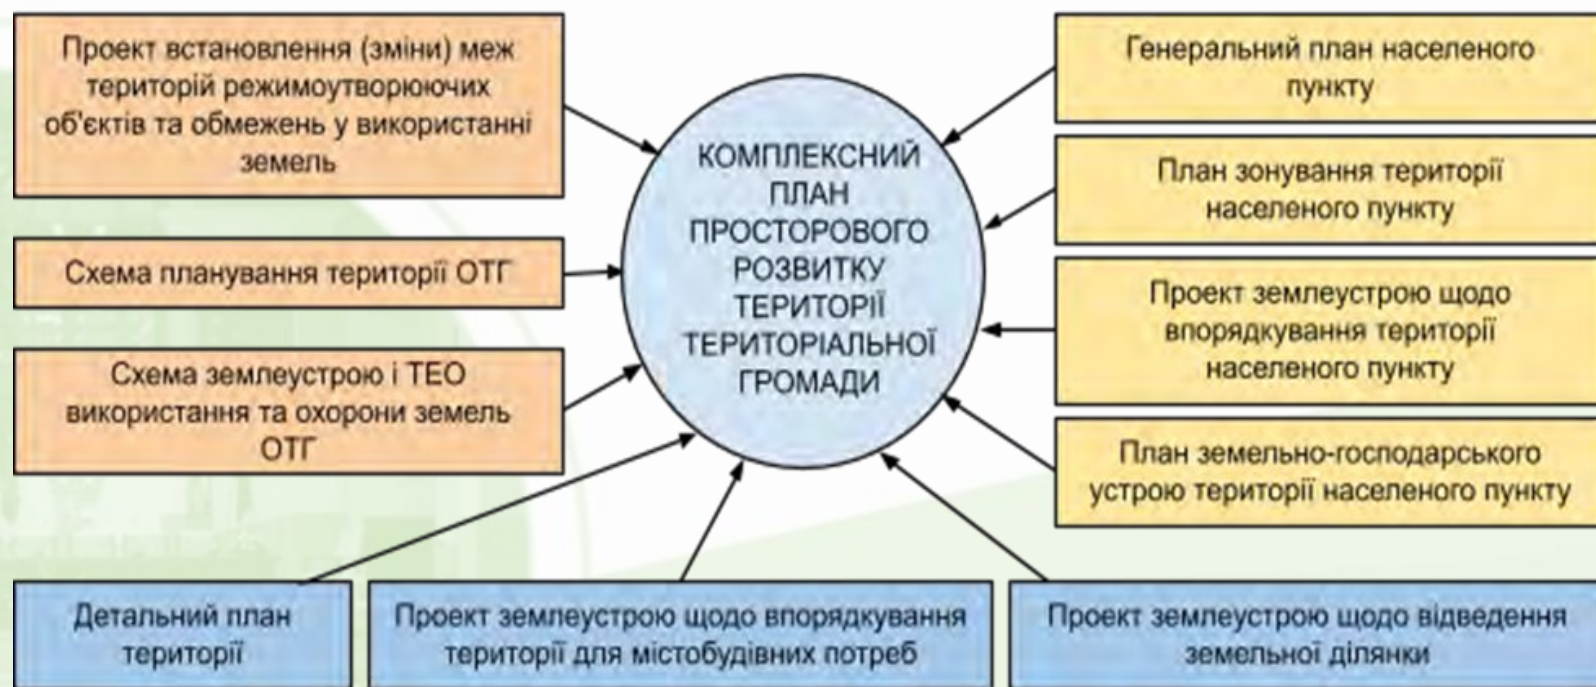 Проект встановлення (зміни) меж
територій режимоутворюючих
об'єктів та обмежень у використанні
земель
Схема планування території ОТГ
Схема землеустрою і ТЕО
використання та охорони земель
ОТГ
КОМПЛЕКСНИЙ
ПЛАН
ПРОСТОРОВОГО
РОЗВИТКУ
ТЕРИТОРІЇ
ТЕРИТОРІАЛЬНОЇ
ГРОМАДИ
Генеральний план населеного
пункту
План зонування території
населеного пункту
Проект землеустрою щодо
впорядкування території
населеного пункту
План земельно-господарського
устрою території населеного пункту
Детальний план
території
Проект землеустрою щодо впорядкування
території для містобудівних потреб
Проект землеустрою щодо відведення
земельної ділянки